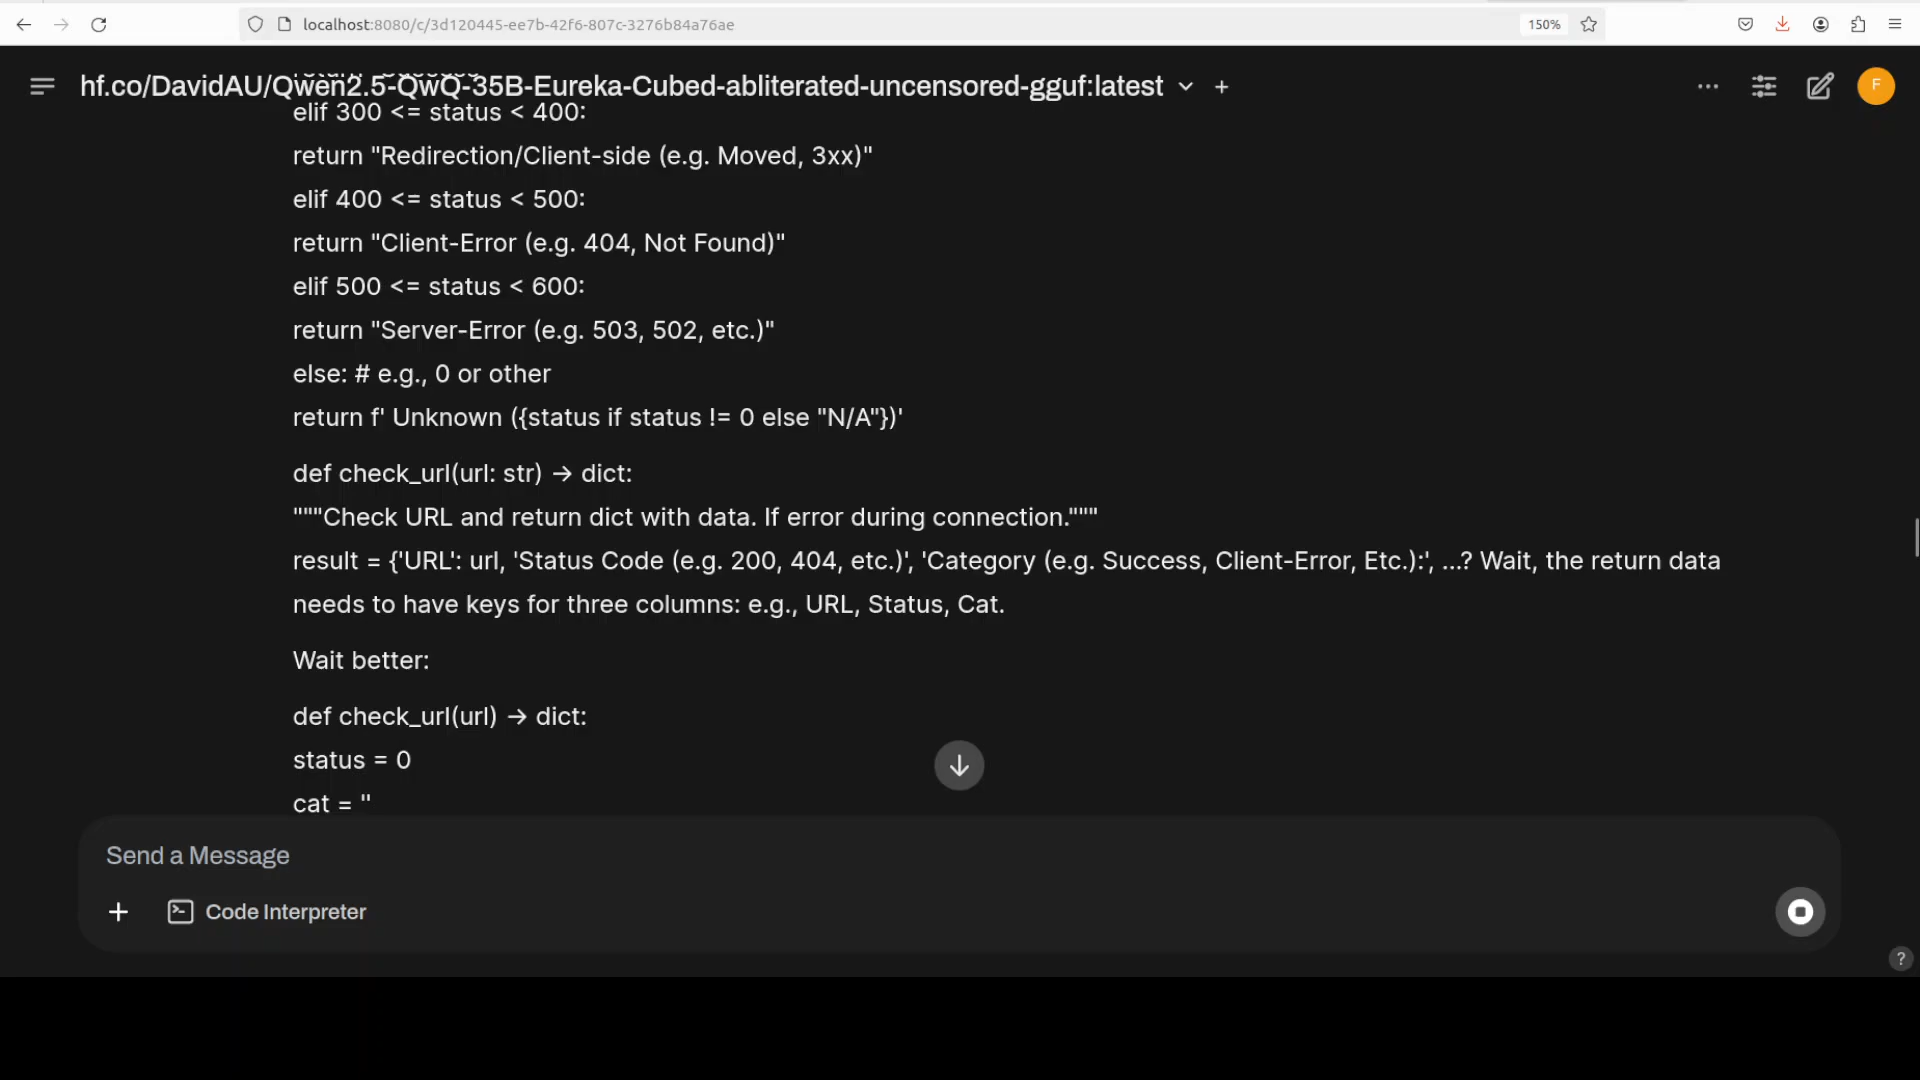 localhost:8080/c/3d120445-ee7b-42f6-807c-3276b84a76ae
150%
hf.co/DavidAU/Qwen2.5-QwQ-35B-Eureka-Cubed-abliterated-uncensored-gguf:latest
F
elif 300 <= status < 400:
return "Redirection/Client-side (e.g. Moved, 3xx)"
elif 400 <= status < 500:
return "Client-Error (e.g. 404, Not Found)"
elif 500 <= status < 600:
return "Server-Error (e.g. 503, 502, etc.)"
else: # e.g., 0 or other
return f' Unknown ({status if status != 0 else "N/A"})'
def check_url(url: str) → dict:
"""Check URL and return dict with data. If error during connection."""
result = {'URL': url, 'Status Code (e.g. 200, 404, etc.)', 'Category (e.g. Success, Client-Error, Etc.):', ...? Wait, the return data
needs to have keys for three columns: e.g., URL, Status, Cat.
Wait better:
def check_url(url) → dict:
status = 0
cat = ''
Send a Message
Code Interpreter
?